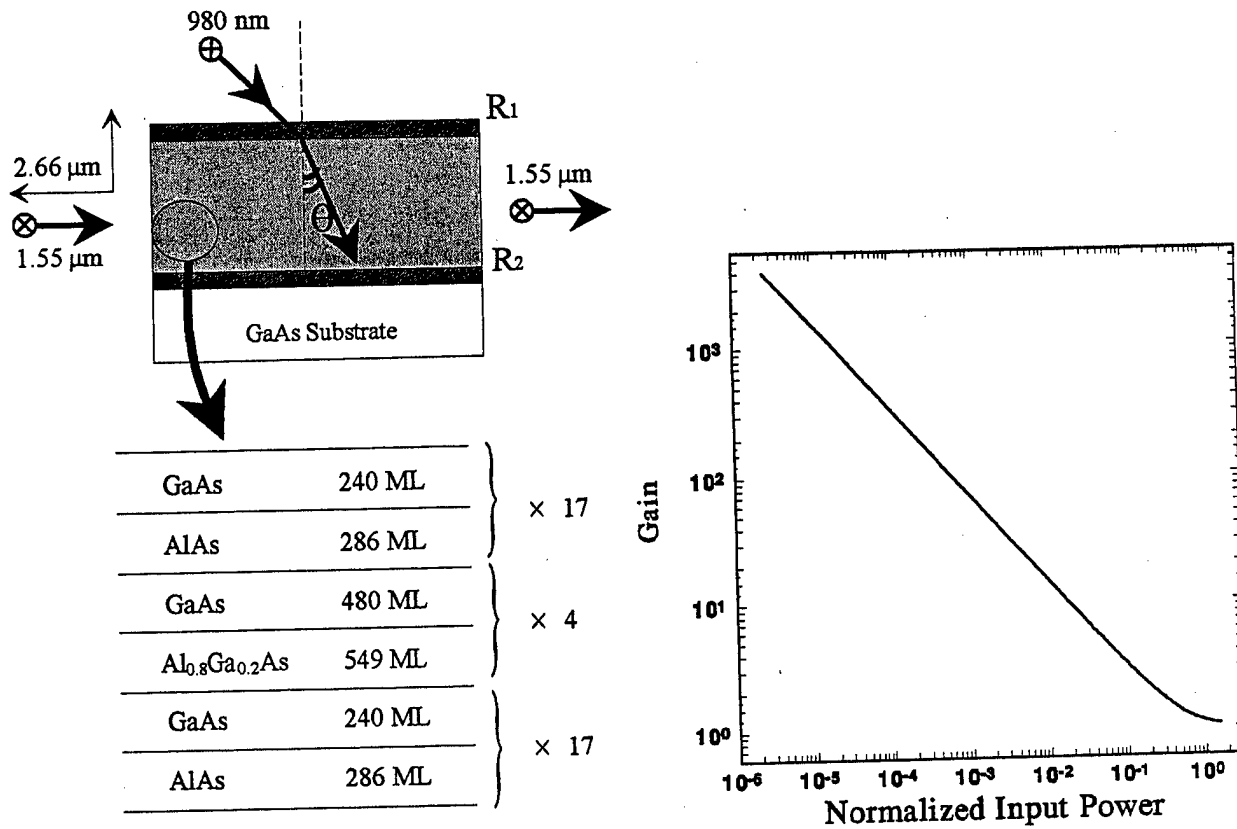 980 nm
R1
2.66 μm
1.55 μm
1.55 μm
θ
R2
GaAs Substrate
GaAs 240 ML
AlAs 286 ML
× 17
GaAs 480 ML
Al0.8Ga0.2As 549 ML
× 4
GaAs 240 ML
AlAs 286 ML
× 17
Gain
10³
10²
10¹
10⁰
10⁻⁶ 10⁻⁵ 10⁻⁴ 10⁻³ 10⁻² 10⁻¹ 10⁰
Normalized Input Power